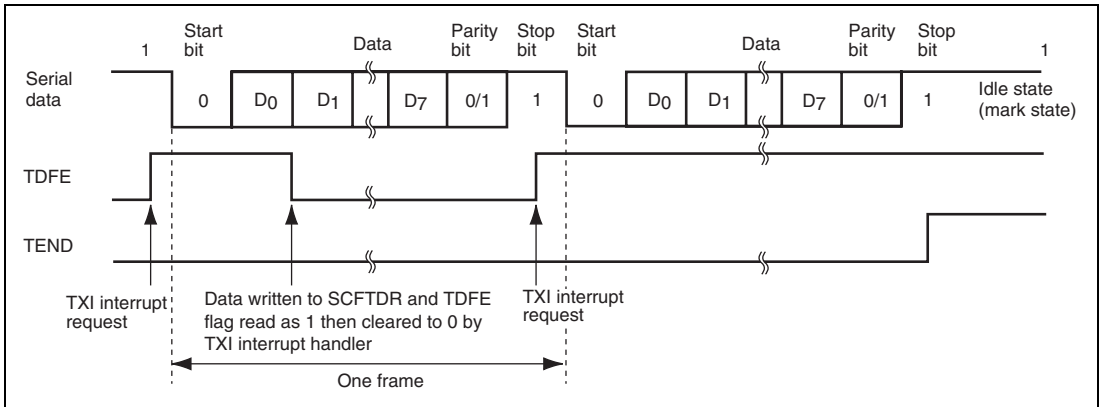 1
Start
bit
Data
Parity
bit
Stop
bit
Start
bit
Data
Parity
bit
Stop
bit
1
Serial
data
0
D0
D1
D7
0/1
1
0
D0
D1
D7
0/1
1
Idle state
(mark state)
TDFE
TEND
TXI interrupt
request
Data written to SCFTDR and TDFE
flag read as 1 then cleared to 0 by
TXI interrupt handler
TXI interrupt
request
One frame